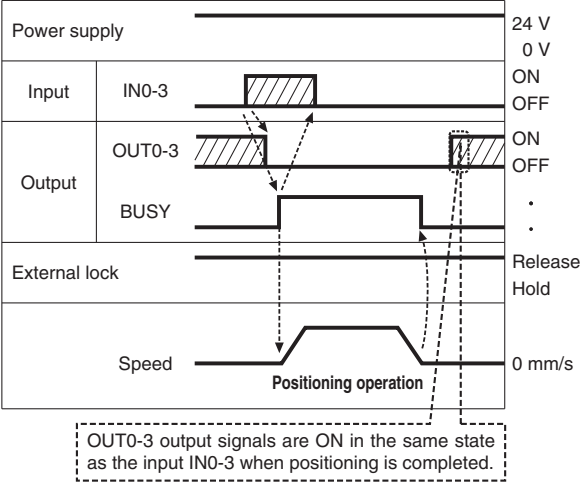 Power supply
24 V
0 V
Input
IN0-3
ON
OFF
Output
OUT0-3
ON
OFF
BUSY
·
·
External lock
Release
Hold
Speed
0 mm/s
Positioning operation
OUT0-3 output signals are ON in the same state
as the input IN0-3 when positioning is completed.